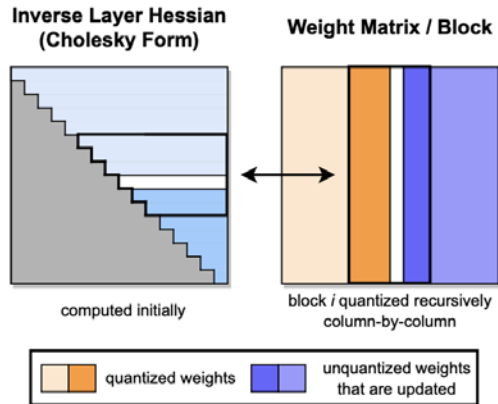 Inverse Layer Hessian
(Cholesky Form)
Weight Matrix / Block
computed initially
block i quantized recursively
column-by-column
quantized weights
unquantized weights
that are updated